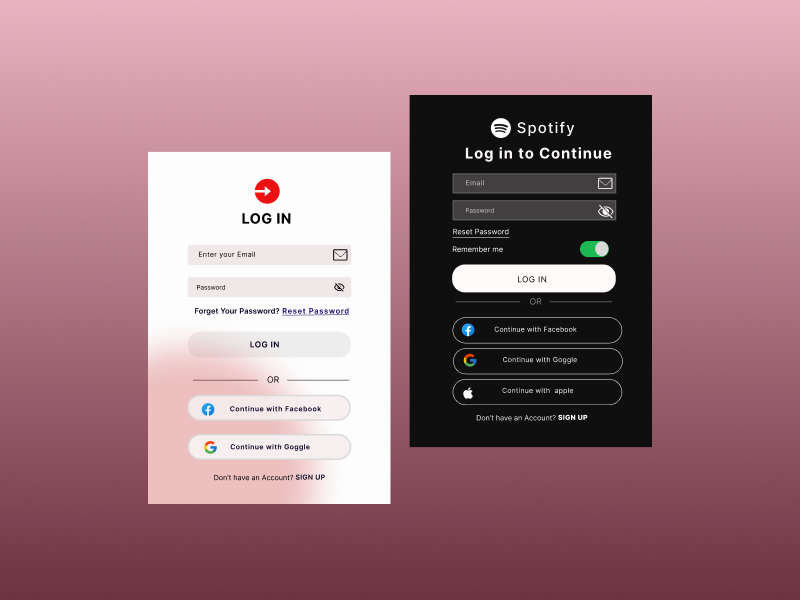 LOG IN
Enter your Email
Password
Forget Your Password? Reset Password
LOG IN
OR
Continue with Facebook
Continue with Goggle
Don't have an Account? SIGN UP
Spotify
Log in to Continue
Email
Password
Reset Password
Remember me
LOG IN
OR
Continue with Facebook
Continue with Goggle
Continue with apple
Don't have an Account? SIGN UP